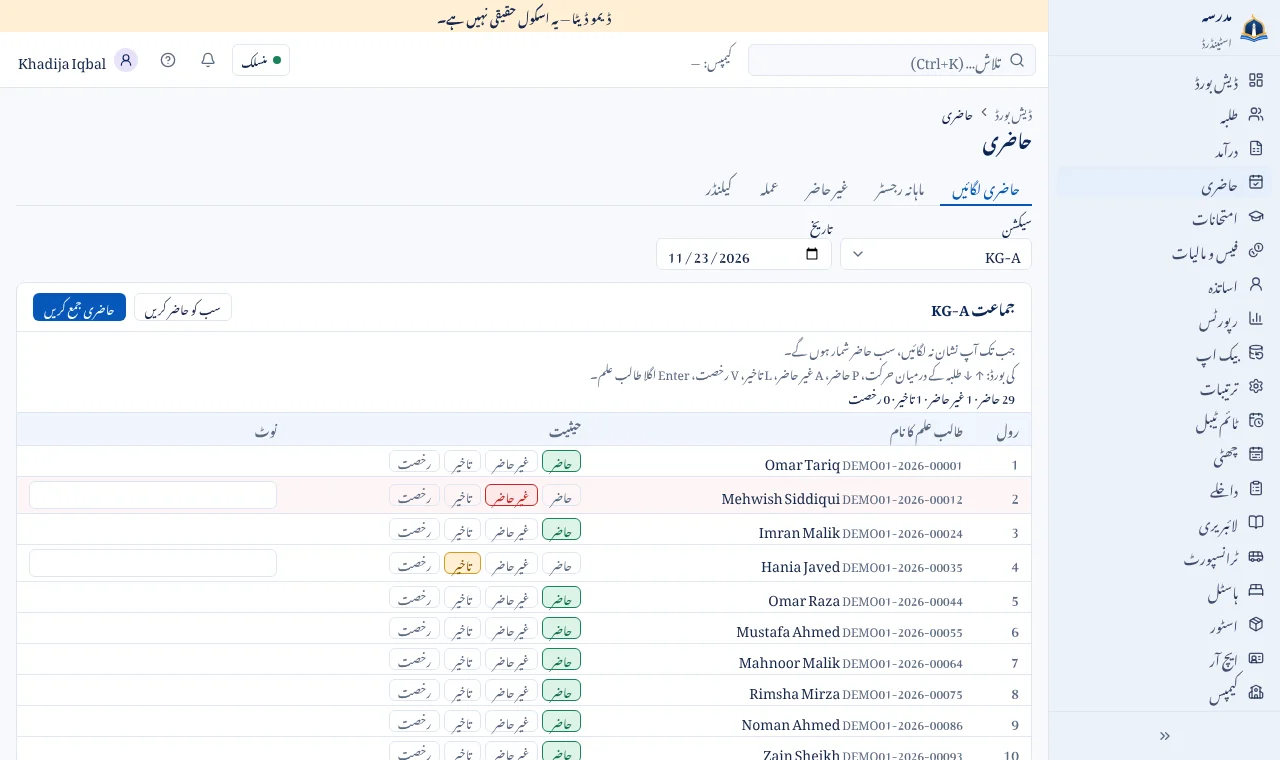 ڈیمو ڈیٹا — یہ اسکول حقیقی نہیں ہے۔
مدرسہ
اسٹینڈرڈ
ڈیش بورڈ
طلبہ
درآمد
حاضری
امتحانات
فیس و مالیات
اساتذہ
رپورٹس
بیک اپ
ترتیبات
ٹائم ٹیبل
چھٹی
داخلے
لائبریری
ٹرانسپورٹ
ہاسٹل
اسٹور
ایچ آر
کیمپس
تلاش... (Ctrl+K)
کیمپس: —
منسلک
Khadija Iqbal
ڈیش بورڈ حاضری
حاضری
حاضری لگائیں ماہانہ رجسٹر غیر حاضر عملہ کیلنڈر
سیکشن تاریخ
KG-A 11/23/2026
جماعت KG-A سب کو حاضر کریں حاضری جمع کریں
جب تک آپ نشان نہ لگائیں، سب حاضر شمار ہوں گے۔
کی بورڈ: ↑ ↓ طلبہ کے درمیان حرکت، P حاضر، A غیر حاضر، L تاخیر، V رخصت، Enter اگلا طالب علم۔
29 حاضر · 1 غیر حاضر · 1 تاخیر · 0 رخصت
رول طالب علم کا نام حیثیت نوٹ
1 Omar Tariq DEMO01-2026-00001 حاضر غیر حاضر تاخیر رخصت
2 Mehwish Siddiqui DEMO01-2026-00012 حاضر غیر حاضر تاخیر رخصت
3 Imran Malik DEMO01-2026-00024 حاضر غیر حاضر تاخیر رخصت
4 Hania Javed DEMO01-2026-00035 حاضر غیر حاضر تاخیر رخصت
5 Omar Raza DEMO01-2026-00044 حاضر غیر حاضر تاخیر رخصت
6 Mustafa Ahmed DEMO01-2026-00055 حاضر غیر حاضر تاخیر رخصت
7 Mahnoor Malik DEMO01-2026-00064 حاضر غیر حاضر تاخیر رخصت
8 Rimsha Mirza DEMO01-2026-00075 حاضر غیر حاضر تاخیر رخصت
9 Noman Ahmed DEMO01-2026-00086 حاضر غیر حاضر تاخیر رخصت
10 Zain Sheikh DEMO01-2026-00093 حاضر غیر حاضر تاخیر رخصت